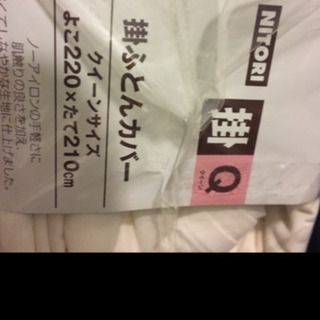 NITORI
掛
Q
クイーン
掛ふとんカバー
クイーンサイズ
よこ220×たて210cm
ノーアイロンの手軽さに
肌触りの良さを加え、
しなやかな生地に仕上げました。